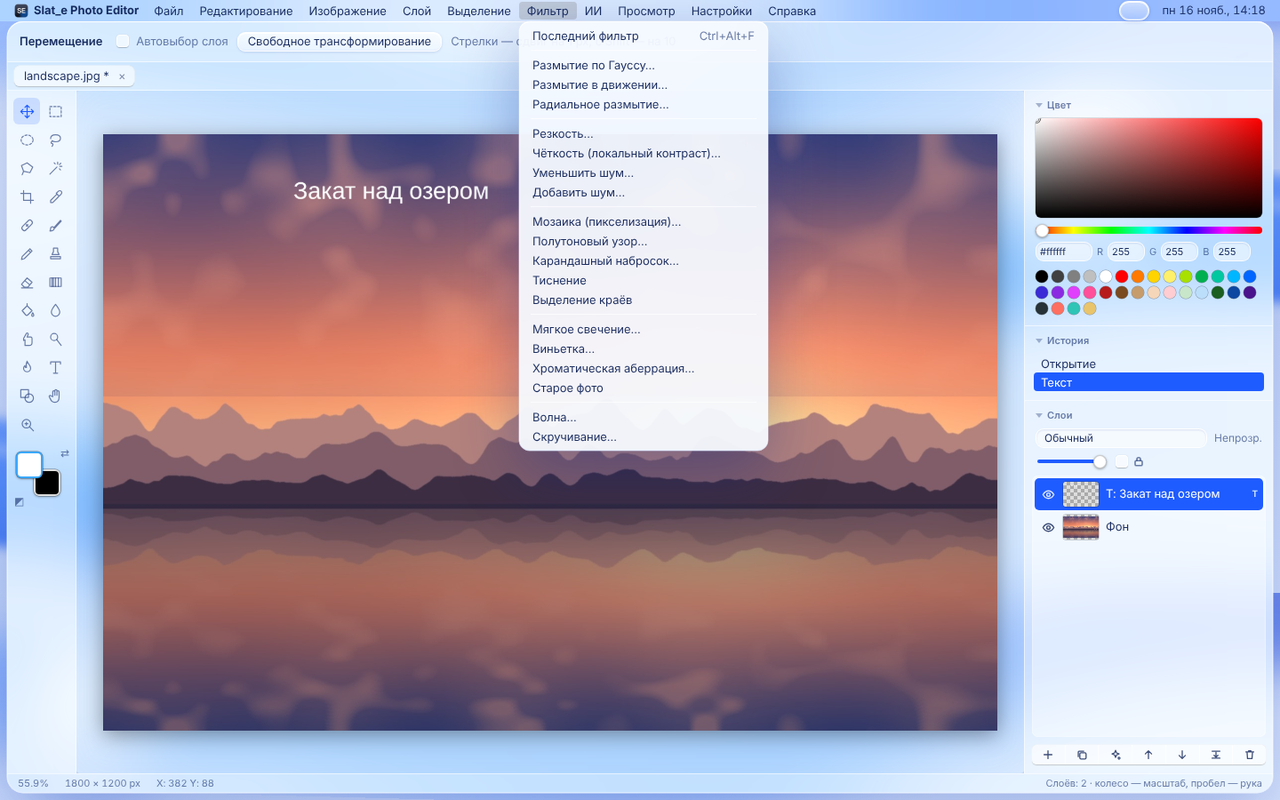 SE Slat_e Photo Editor Файл Редактирование Изображение Слой Выделение Фильтр ИИ Просмотр Настройки Справка пн 16 нояб., 14:18
Перемещение Автовыбор слоя Свободное трансформирование Стрелки —
landscape.jpg * ×
Последний фильтр Ctrl+Alt+F
Размытие по Гауссу...
Размытие в движении...
Радиальное размытие...
Резкость...
Чёткость (локальный контраст)...
Уменьшить шум...
Добавить шум...
Мозаика (пикселизация)...
Полутоновый узор...
Карандашный набросок...
Тиснение
Выделение краёв
Мягкое свечение...
Виньетка...
Хроматическая аберрация...
Старое фото
Волна...
Скручивание...
Закат над озером
Цвет
#ffffff R 255 G 255 B 255
История
Открытие
Текст
Слои
Обычный Непрозр.
T: Закат над озером T
Фон
55.9% 1800 × 1200 px X: 382 Y: 88
Слоёв: 2 · колесо — масштаб, пробел — рука